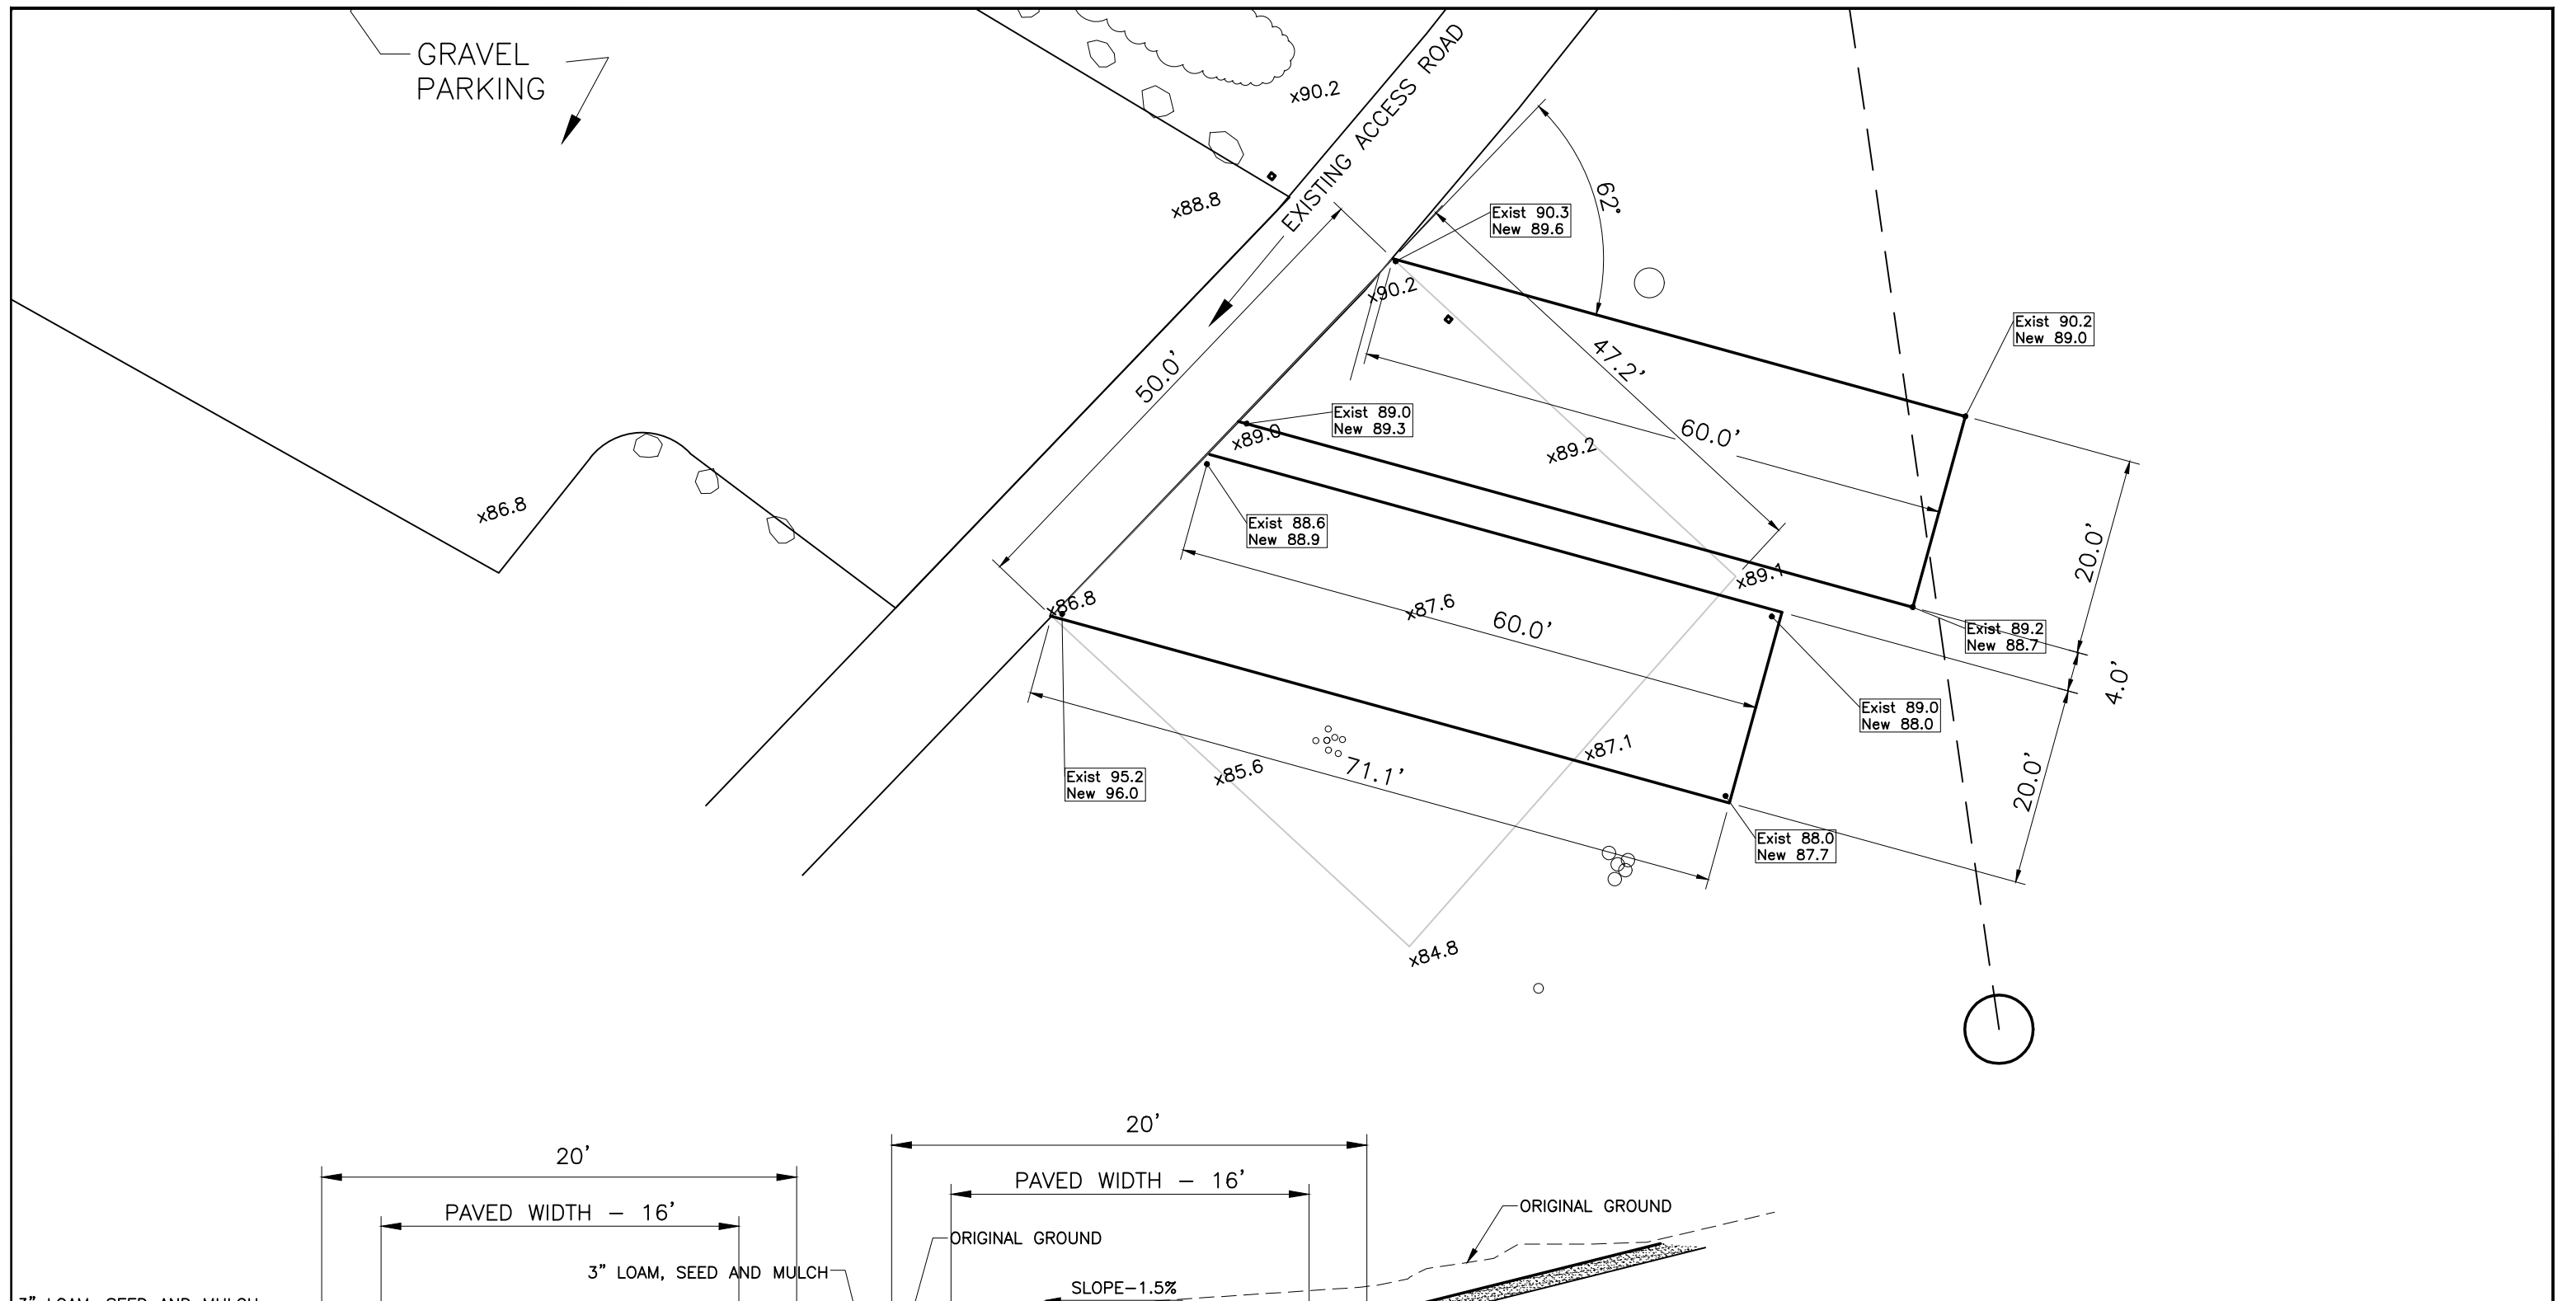 GRAVEL
PARKING
EXISTING ACCESS ROAD
x90.2
x88.8
62°
Exist 90.3
New 89.6
x90.2
47.2'
50.0'
Exist 90.2
New 89.0
Exist 89.0
New 89.3
x89.0
x89.2
60.0'
x86.8
Exist 88.6
New 88.9
20.0'
x89.1
x86.8
x87.6
60.0'
Exist 89.2
New 88.7
4.0'
Exist 89.0
New 88.0
x87.1
71.1'
x85.6
Exist 95.2
New 96.0
20.0'
Exist 88.0
New 87.7
x84.8
20'
20'
PAVED WIDTH - 16'
PAVED WIDTH - 16'
ORIGINAL GROUND
ORIGINAL GROUND
3" LOAM, SEED AND MULCH
SLOPE-1.5%
3" LOAM, SEED AND MULCH